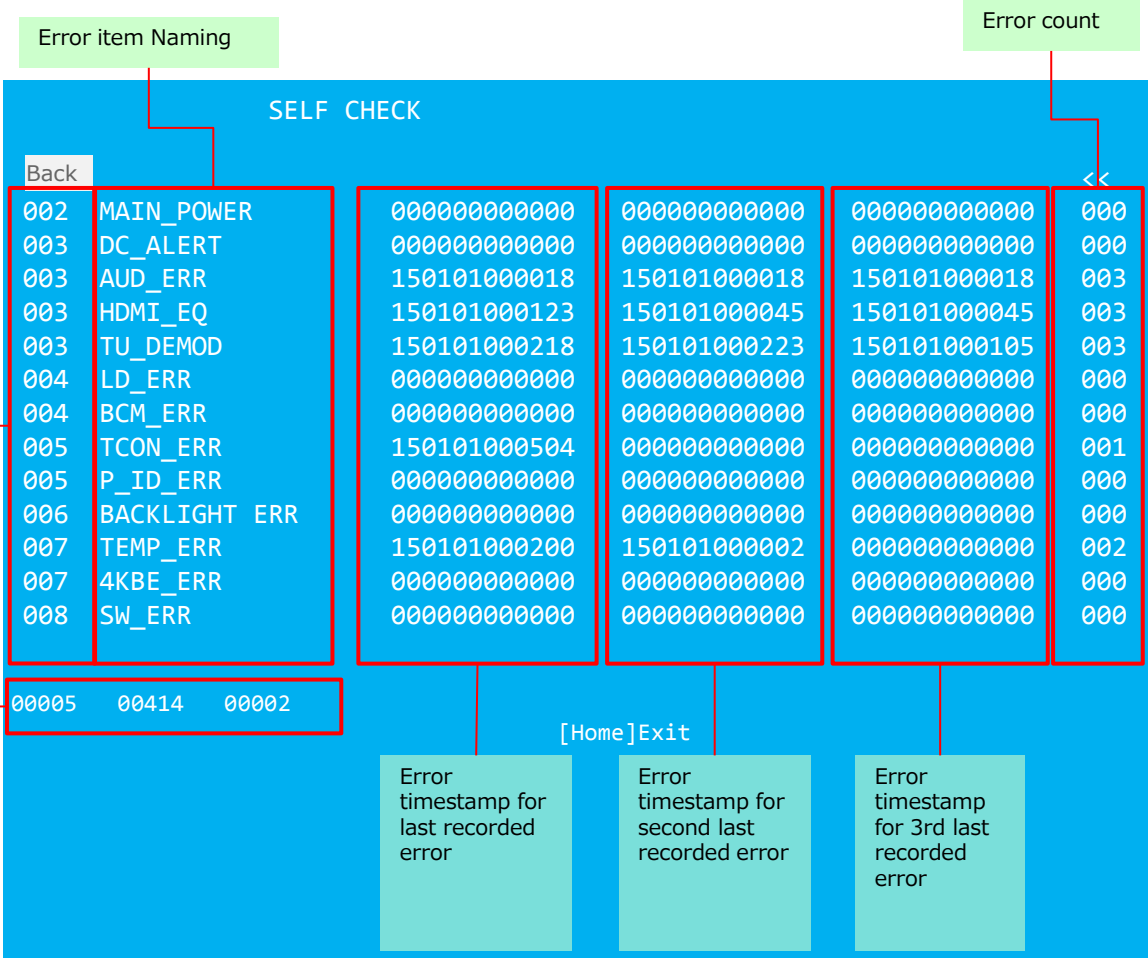 Error item Naming
Error count
SELF CHECK
Back
<<
002 MAIN_POWER 000000000000 000000000000 000000000000 000
003 DC_ALERT 000000000000 000000000000 000000000000 000
003 AUD_ERR 150101000018 150101000018 150101000018 003
003 HDMI_EQ 150101000123 150101000045 150101000045 003
003 TU_DEMOD 150101000218 150101000223 150101000105 003
004 LD_ERR 000000000000 000000000000 000000000000 000
004 BCM_ERR 000000000000 000000000000 000000000000 000
005 TCON_ERR 150101000504 000000000000 000000000000 001
005 P_ID_ERR 000000000000 000000000000 000000000000 000
006 BACKLIGHT ERR 000000000000 000000000000 000000000000 000
007 TEMP_ERR 150101000200 150101000002 000000000000 002
007 4KBE_ERR 000000000000 000000000000 000000000000 000
008 SW_ERR 000000000000 000000000000 000000000000 000
00005 00414 00002
[Home]Exit
Error
timestamp for
last recorded
error
Error
timestamp for
second last
recorded error
Error
timestamp
for 3rd last
recorded
error